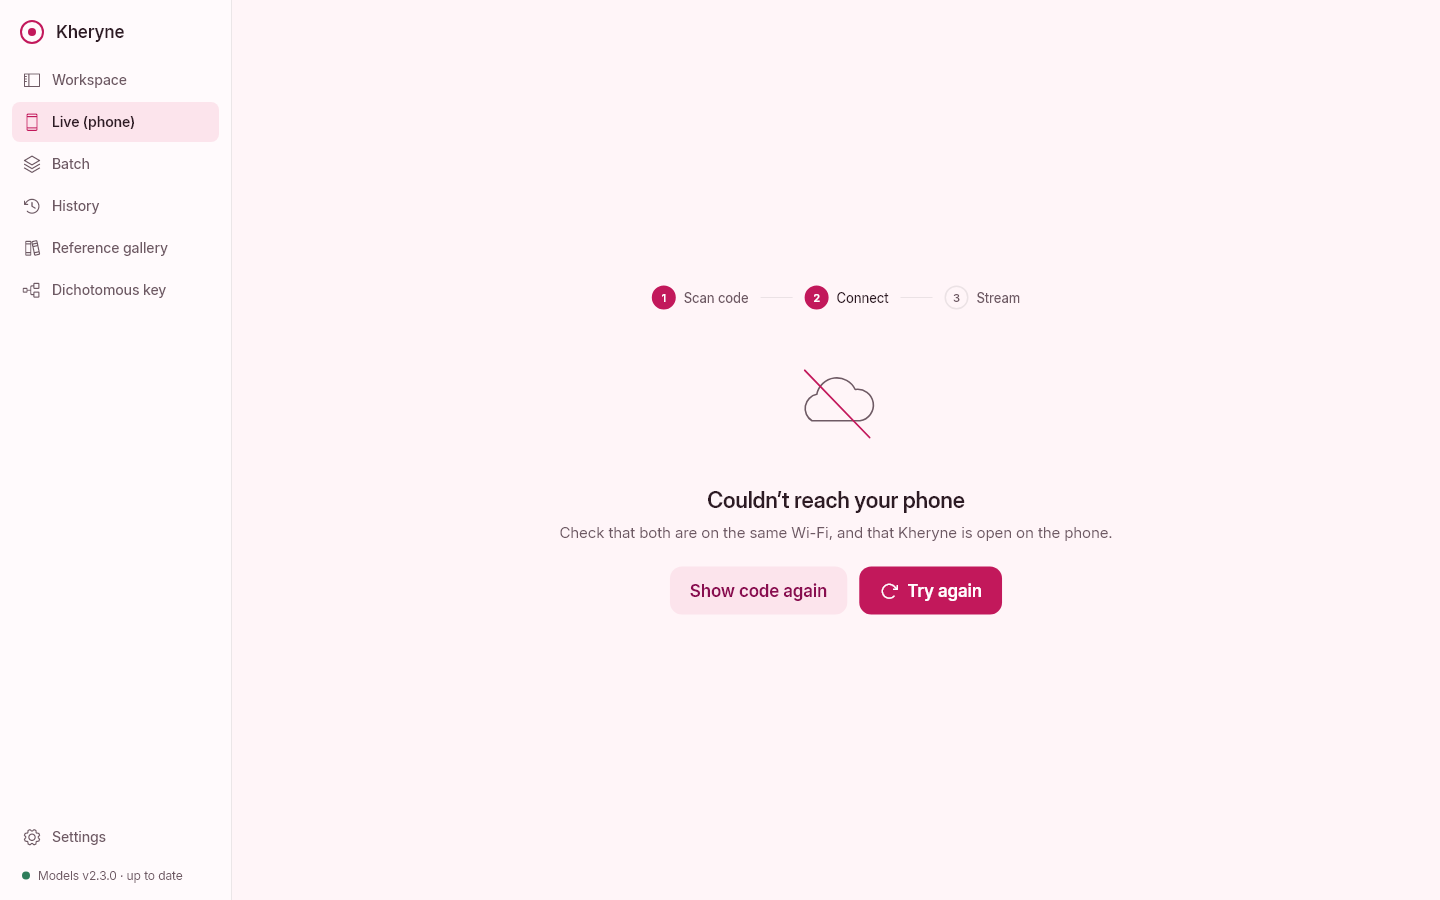 Kheryne
Workspace
Live (phone)
Batch
History
Reference gallery
Dichotomous key
Settings
Models v2.3.0 · up to date
1 Scan code 2 Connect 3 Stream
Couldn’t reach your phone
Check that both are on the same Wi-Fi, and that Kheryne is open on the phone.
Show code again Try again